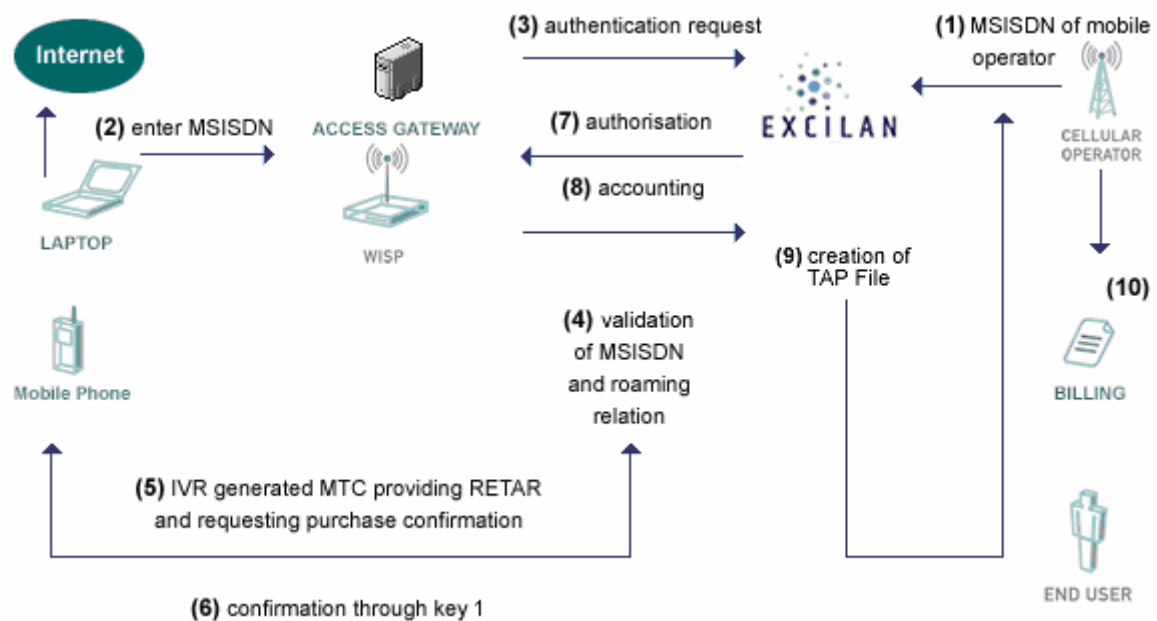 Internet
(3) authentication request
(1) MSISDN of mobile
operator
(2) enter MSISDN
ACCESS GATEWAY
(7) authorisation
EXCILAN
CELLULAR
OPERATOR
(8) accounting
LAPTOP
WISP
(9) creation of
TAP File
(10)
(4) validation
of MSISDN
and roaming
relation
Mobile Phone
BILLING
(5) IVR generated MTC providing RETAR
and requesting purchase confirmation
(6) confirmation through key 1
END USER